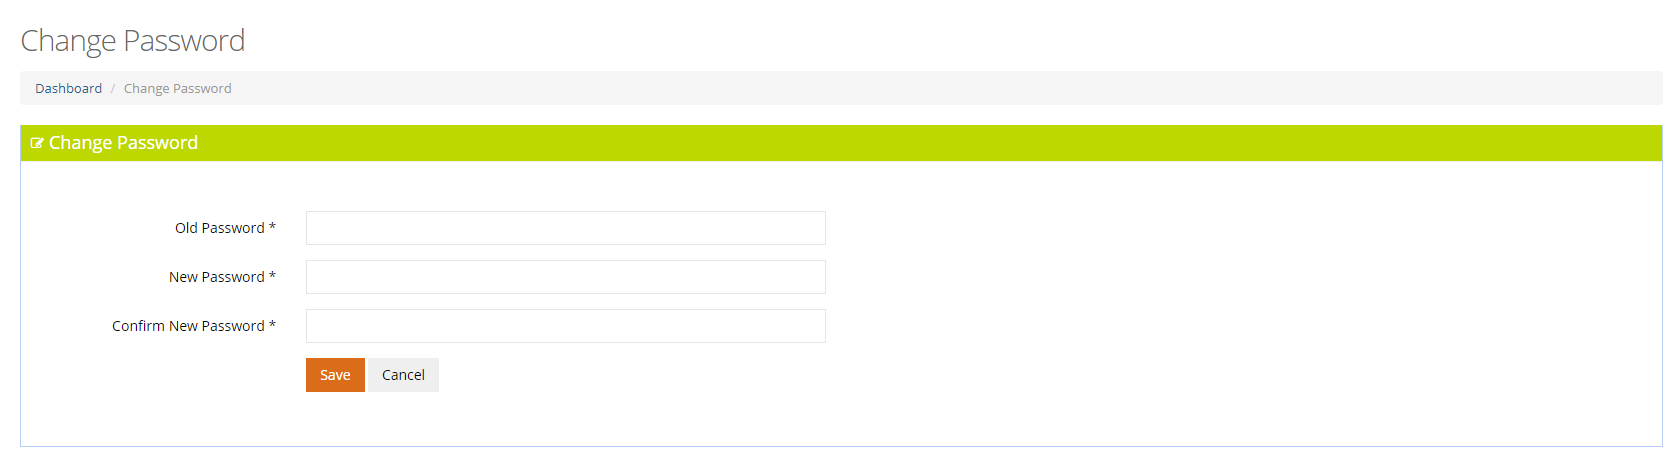 Change Password
Dashboard / Change Password
Change Password
Old Password *
New Password *
Confirm New Password *
Save Cancel